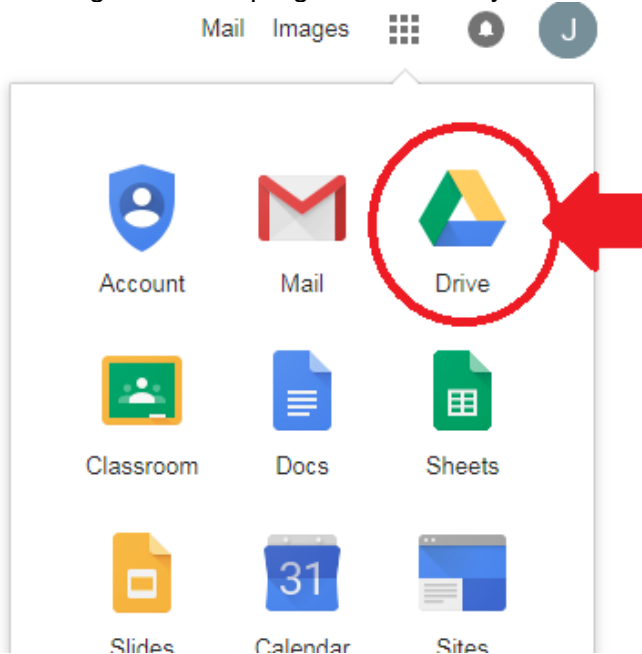 Mail Images J
Account Mail Drive
Classroom Docs Sheets
31
Slides Calendar Sites